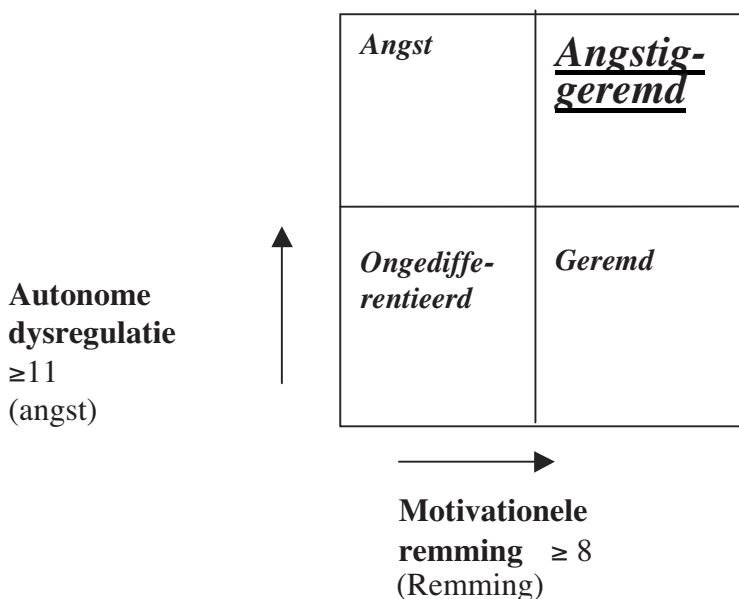 Angst
Angstig-
geremd
Ongediffe-
rentieerd
Geremd
Autonome
dysregulatie
≥11
(angst)
Motivationele
remming ≥ 8
(Remming)